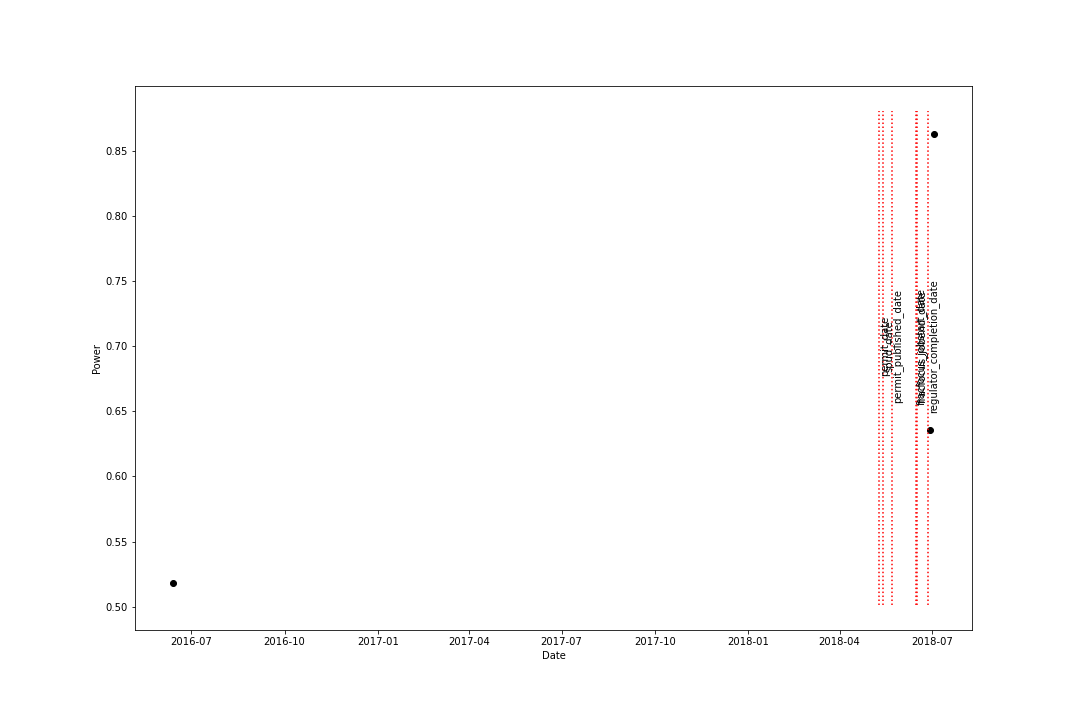 0.85
0.80
0.75
0.70
0.65
0.60
0.55
0.50
Power
permit_date
spud_date
permit_published_date
regulator_completion_date
2016-07
2016-10
2017-01
2017-04
2017-07
2017-10
2018-01
2018-04
2018-07
Date